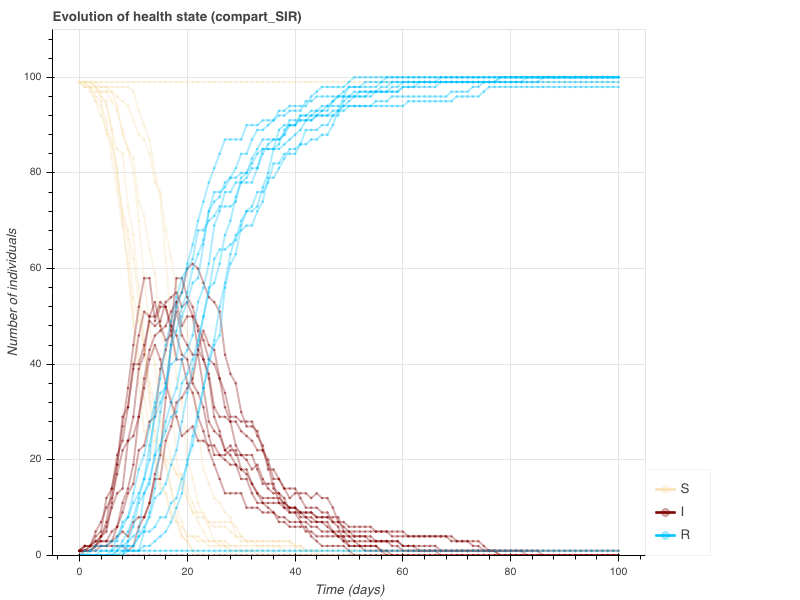 Evolution of health state (compart_SIR)
Number of individuals
100
80
60
40
20
0
0 20 40 60 80 100
Time (days)
S
I
R